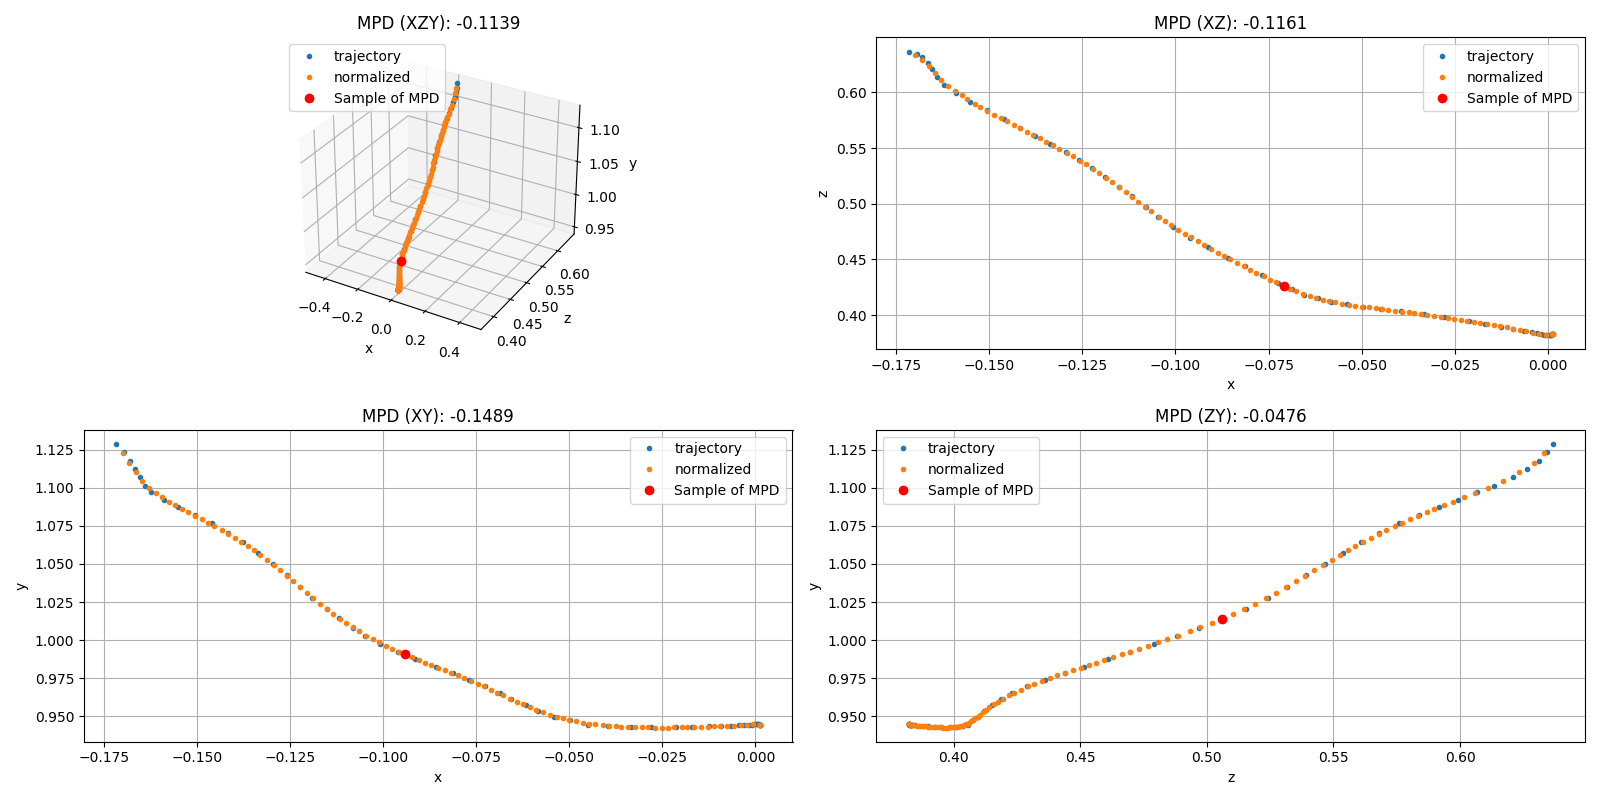 MPD (XZY): -0.1139
trajectory
normalized
Sample of MPD
1.10
1.05
1.00
0.95
y
0.60
0.55
0.50
0.45
0.40
z
−0.4
−0.2
0.0
0.2
0.4
x
MPD (XZ): -0.1161
trajectory
normalized
Sample of MPD
0.60
0.55
0.50
0.45
0.40
z
−0.175 −0.150 −0.125 −0.100 −0.075 −0.050 −0.025 0.000
x
MPD (XY): -0.1489
trajectory
normalized
Sample of MPD
1.125
1.100
1.075
1.050
1.025
1.000
0.975
0.950
y
−0.175 −0.150 −0.125 −0.100 −0.075 −0.050 −0.025 0.000
x
MPD (ZY): -0.0476
trajectory
normalized
Sample of MPD
1.125
1.100
1.075
1.050
1.025
1.000
0.975
0.950
y
0.40 0.45 0.50 0.55 0.60
z